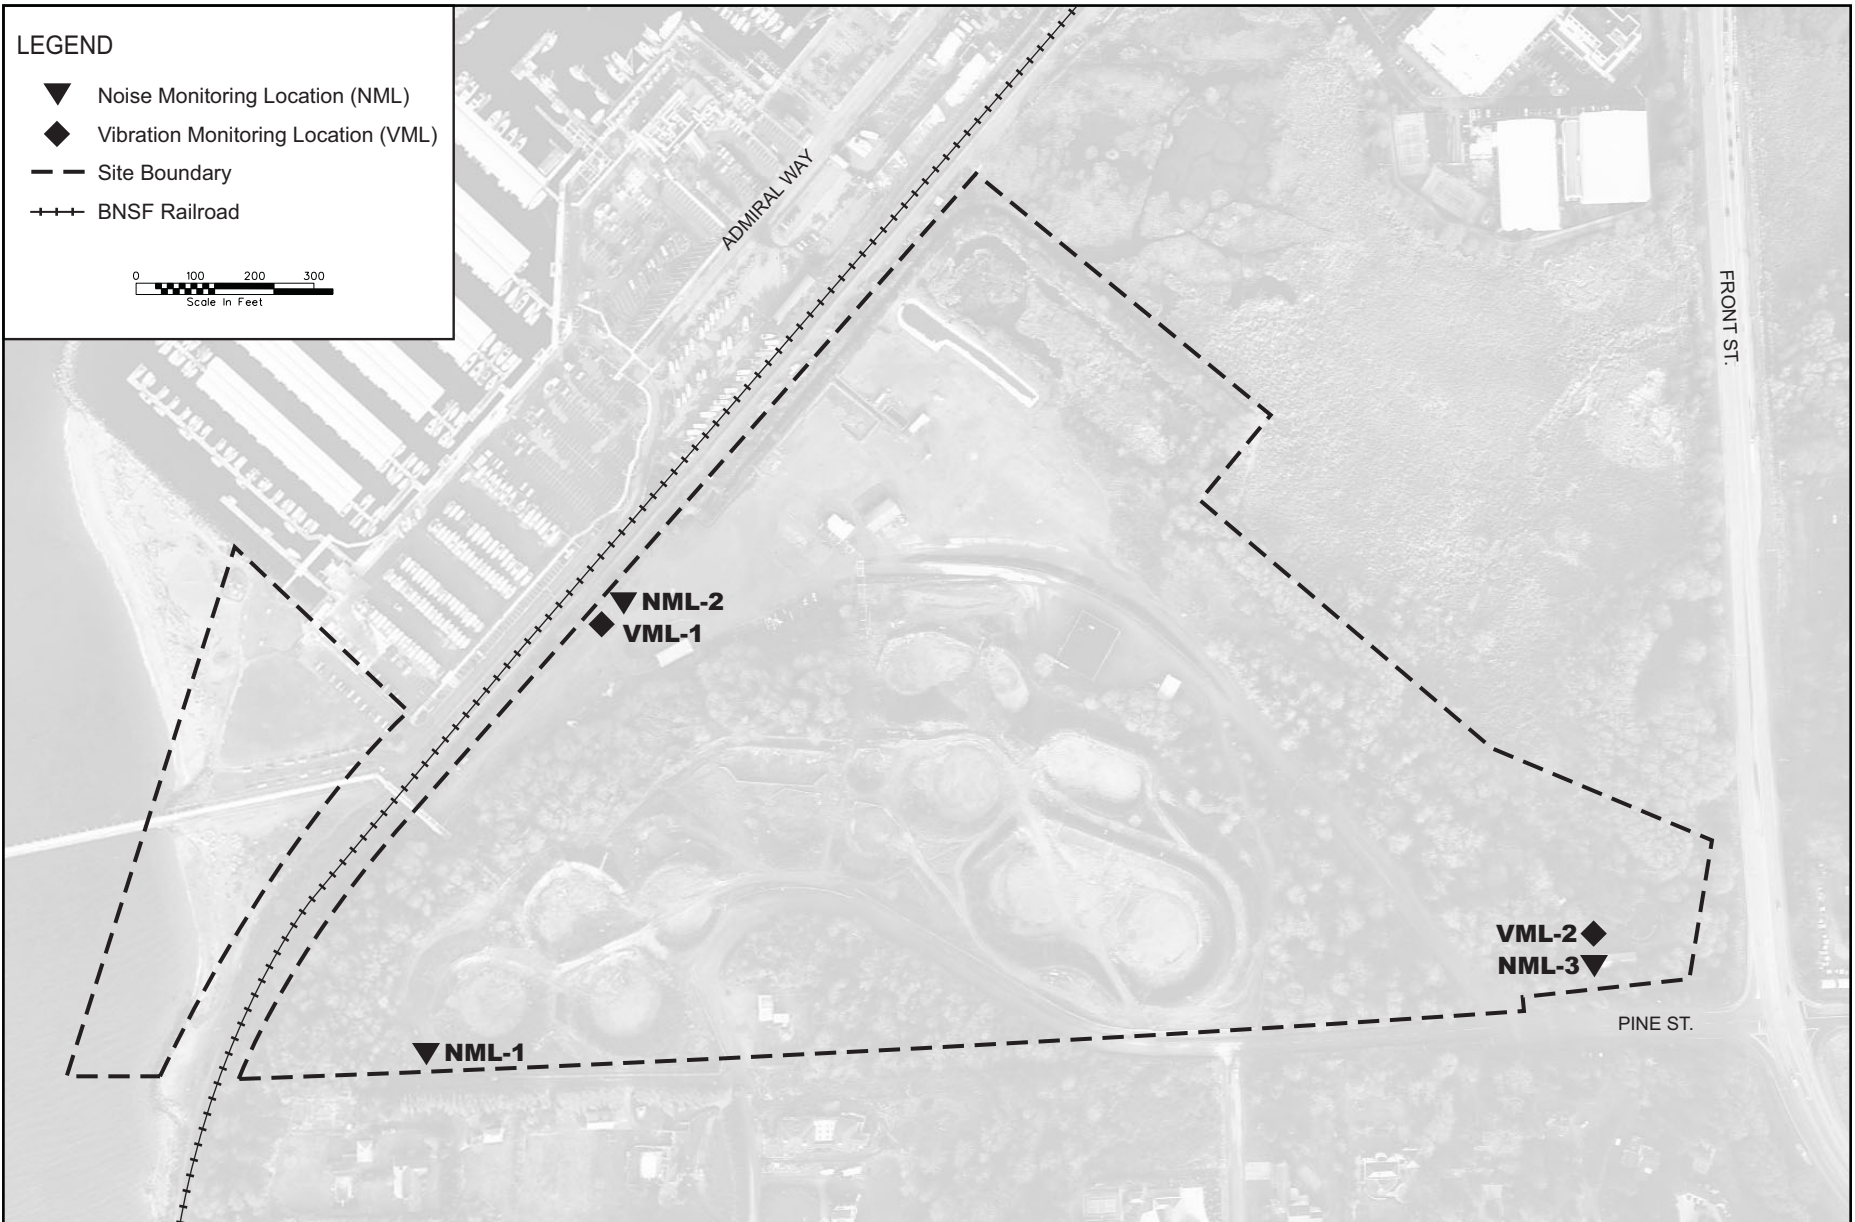 LEGEND
Noise Monitoring Location (NML)
Vibration Monitoring Location (VML)
Site Boundary
BNSF Railroad
0 100 200 300
Scale In Feet
ADMIRAL WAY
FRONT ST.
NML-2
VML-1
VML-2
NML-3
PINE ST.
NML-1